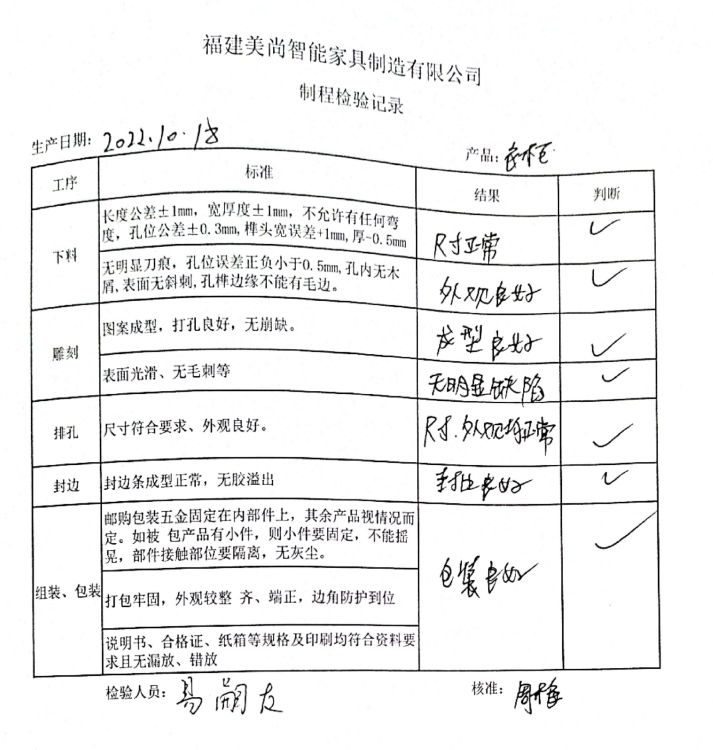 福建美尚智能家具制造有限公司
制程检验记录
生产日期: 2022.10.18
产品:
工序 标准 结果 判断
下料
长度公差±1mm，宽厚度±1mm，不允许有任何弯
度，孔位公差±0.3mm,榫头宽误差+1mm,厚-0.5mm
尺寸正常 ✓
无明显刀痕，孔位误差正负小于0.5mm,孔内无木
屑,表面无斜刺,孔榫边缘不能有毛边。
外观良好 ✓
雕刻
图案成型，打孔良好，无崩缺。
成型良好 ✓
表面光滑、无毛刺等
无明显缺陷 ✓
排孔 尺寸符合要求、外观良好。 尺寸.外观均正常 ✓
封边 封边条成型正常，无胶溢出 封边良好 ✓
组装、包装
邮购包装五金固定在内部件上，其余产品视情况而
定。如被 包产品有小件，则小件要固定，不能摇
晃，部件接触部位要隔离，无灰尘。
包装良好 ✓
打包牢固，外观较整 齐、端正，边角防护到位
说明书、合格证、纸箱等规格及印刷均符合资料要
求且无漏放、错放
检验人员: 易 友
核准: 周梅